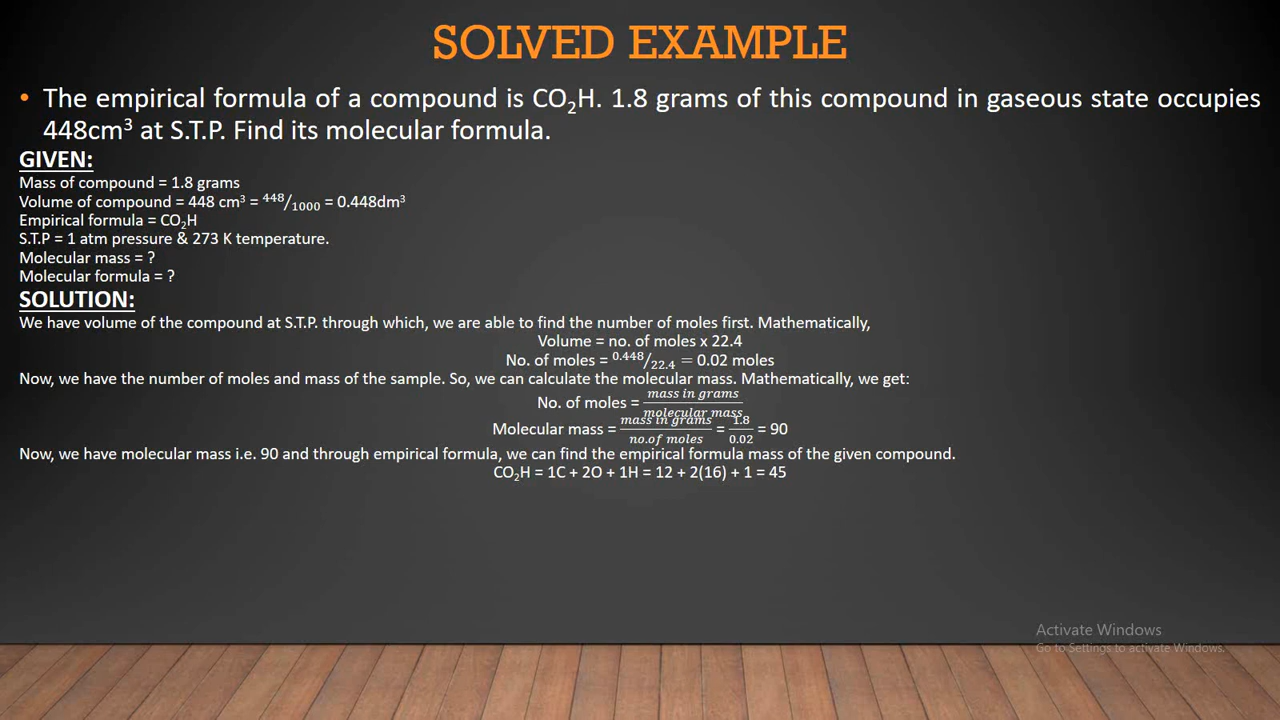 SOLVED EXAMPLE
• The empirical formula of a compound is CO₂H. 1.8 grams of this compound in gaseous state occupies
448cm³ at S.T.P. Find its molecular formula.
GIVEN:
Mass of compound = 1.8 grams
Volume of compound = 448 cm³ = ⁴⁴⁸/₁₀₀₀ = 0.448dm³
Empirical formula = CO₂H
S.T.P = 1 atm pressure & 273 K temperature.
Molecular mass = ?
Molecular formula = ?
SOLUTION:
We have volume of the compound at S.T.P. through which, we are able to find the number of moles first. Mathematically,
Volume = no. of moles x 22.4
No. of moles = 0.448/22.4 = 0.02 moles
Now, we have the number of moles and mass of the sample. So, we can calculate the molecular mass. Mathematically, we get:
No. of moles = mass in grams/molecular mass
Molecular mass = mass in grams/no.of moles = 1.8/0.02 = 90
Now, we have molecular mass i.e. 90 and through empirical formula, we can find the empirical formula mass of the given compound.
CO₂H = 1C + 2O + 1H = 12 + 2(16) + 1 = 45
Activate Windows
Go to Settings to activate Windows.